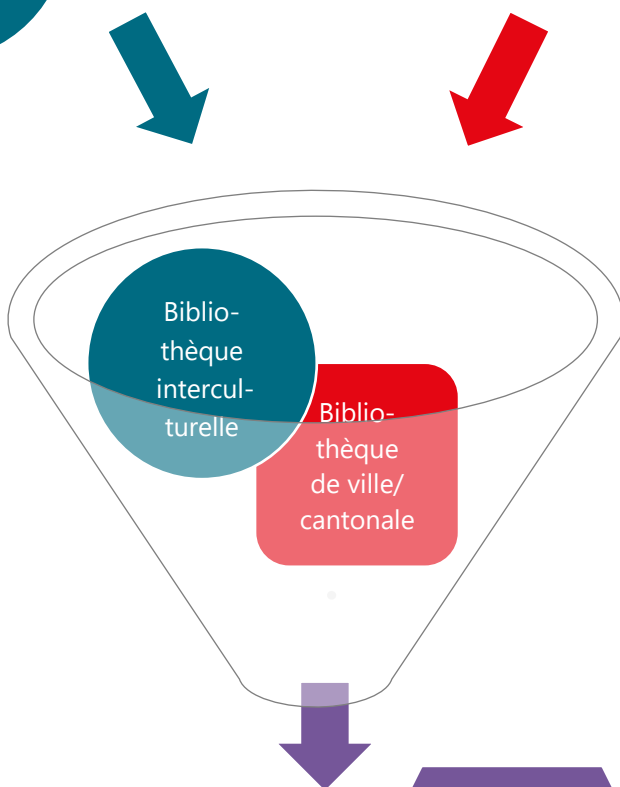 Biblio-
thèque
intercul-
turelle
Biblio-
thèque
de ville/
cantonale